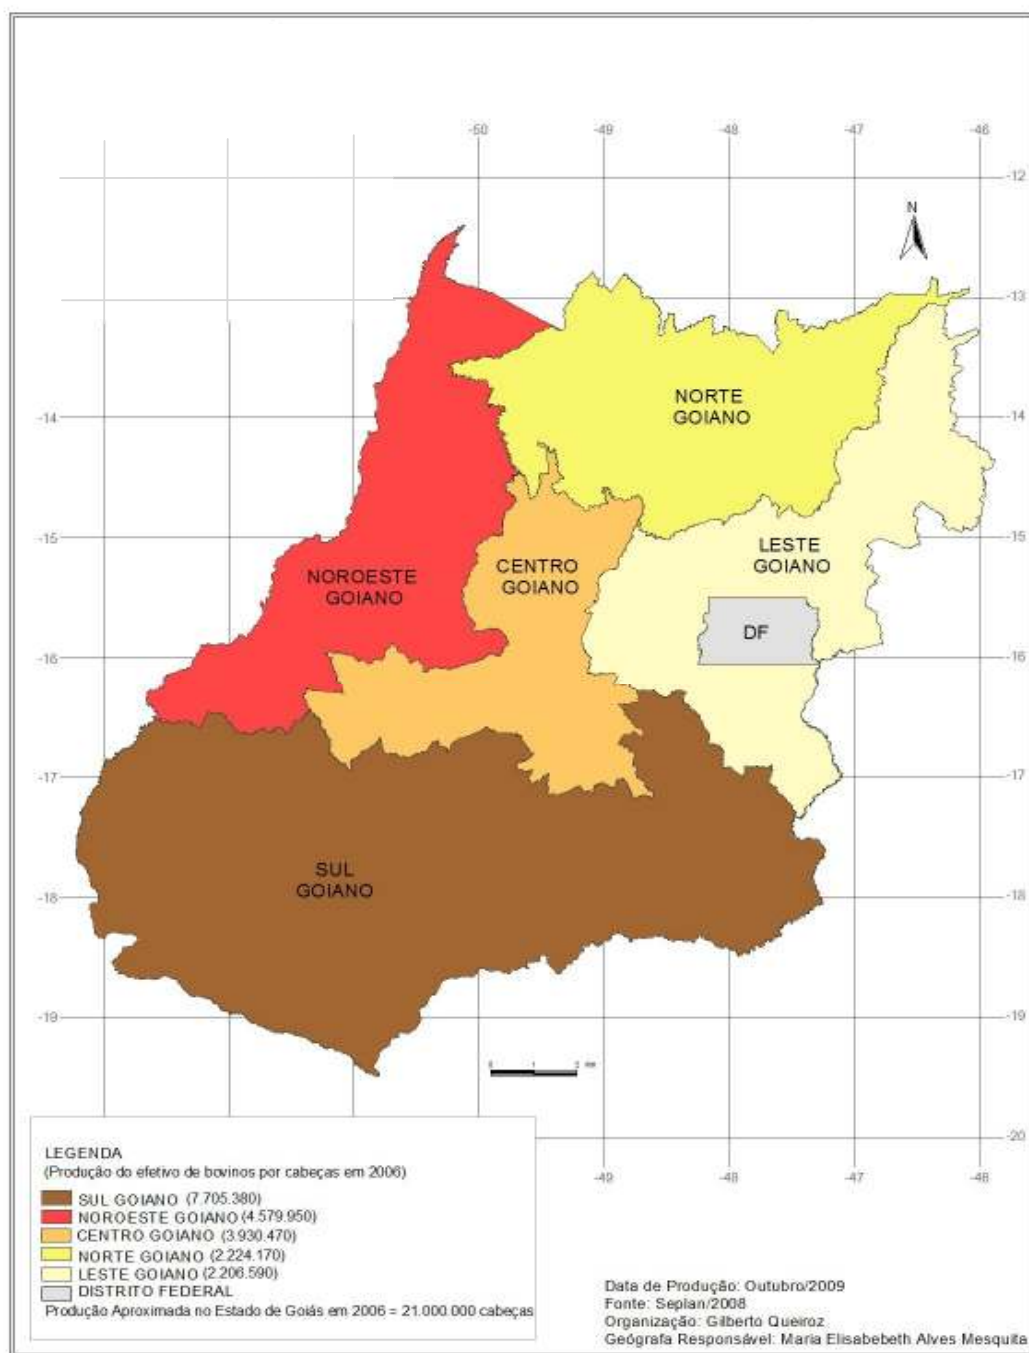 -50 -49 -48 -47 -46
-12
N
-13
NORTE
GOIANO
-14 -14
-15 -15
LESTE
GOIANO
CENTRO
GOIANO
NOROESTE
GOIANO
DF
-16 -16
-17 -17
SUL
GOIANO
-18 -18
-19 -19
-20
-49 -48 -47 -48
LEGENDA
(Produção do efetivo de bovinos por cabeças em 2006)
SUL GOIANO (7.705.380)
NOROESTE GOIANO (4.579.950)
CENTRO GOIANO (3.930.470)
NORTE GOIANO (2.224.170)
LESTE GOIANO (2.206.590)
DISTRITO FEDERAL
Produção Aproximada no Estado de Goiás em 2006 = 21.000.000 cabeças
Data de Produção: Outubro/2009
Fonte: Seplan/2008
Organização: Gilberto Queiroz
Geógrafa Responsável: Maria Elisabebeth Alves Mesquita